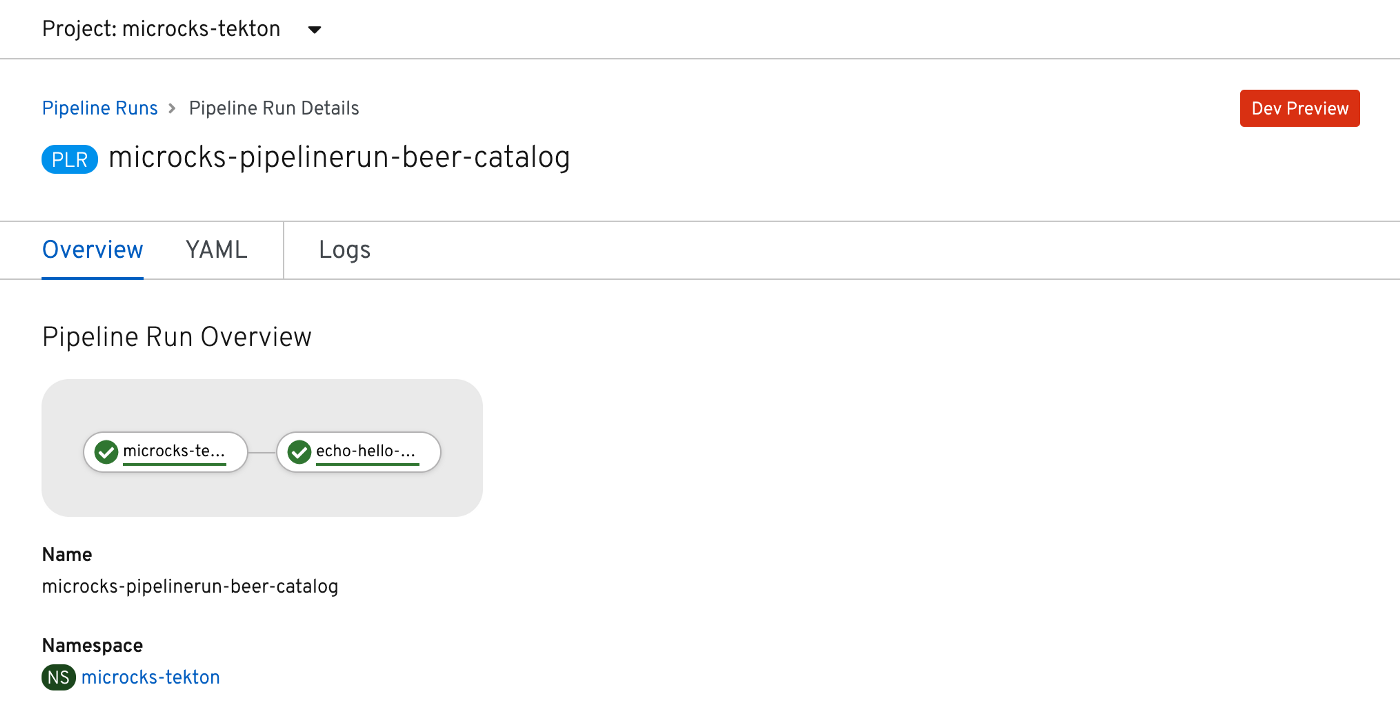 Project: microcks-tekton
Pipeline Runs > Pipeline Run Details
Dev Preview
PLR microcks-pipelinerun-beer-catalog
Overview YAML Logs
Pipeline Run Overview
microcks-te... echo-hello-...
Name
microcks-pipelinerun-beer-catalog
Namespace
NS microcks-tekton